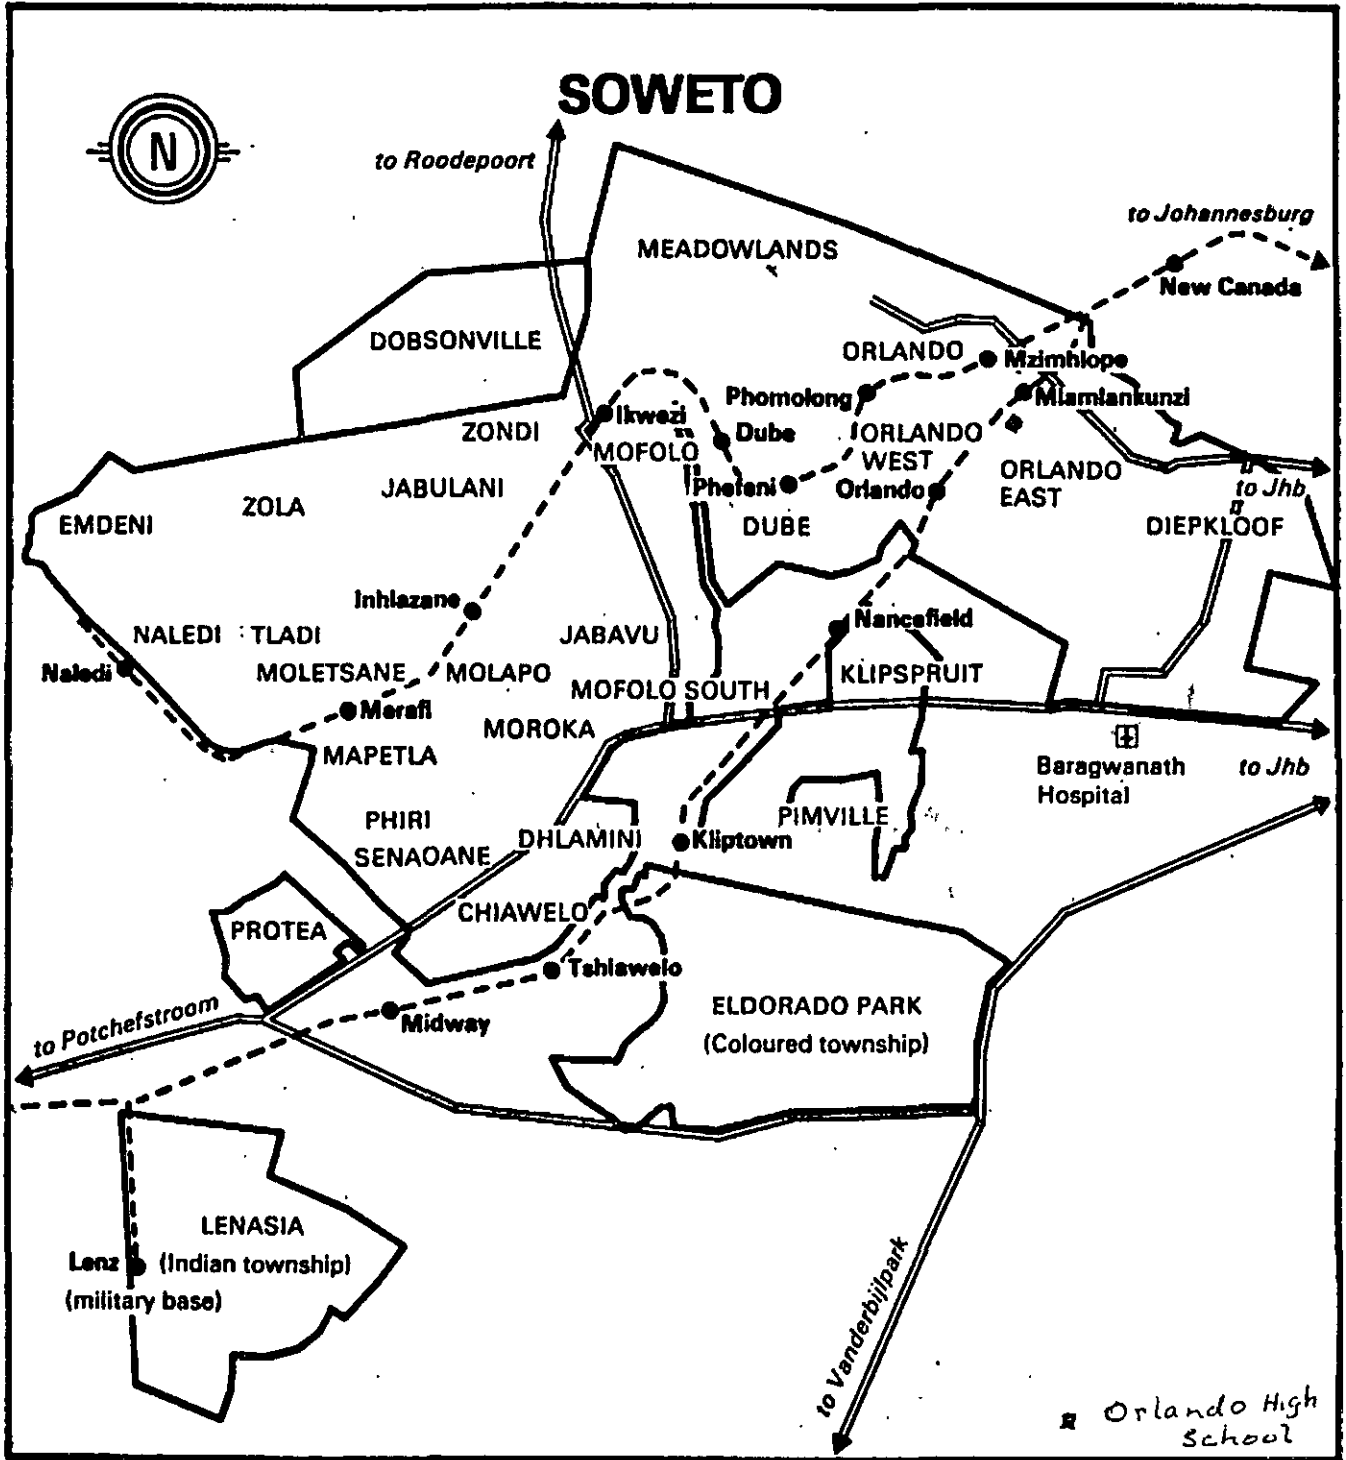 SOWETO
N
to Roodepoort
to Johannesburg
MEADOWLANDS
New Canada
DOBSONVILLE
ORLANDO
Mzimhlope
Phomolong
Mlamlankunzi
Ikwezi
ZONDI
Dube
ORLANDO
WEST
MOFOLO
ORLANDO
EAST
JABULANI
Phefeni
Orlando
to Jhb
ZOLA
EMDENI
DUBE
DIEPKLOOF
Inhlazane
Nancefield
NALEDI
TLADI
JABAVU
Naledi
MOLETSANE
MOLAPO
KLIPSPRUIT
MOFOLO SOUTH
Merafi
MOROKA
MAPETLA
Baragwanath
Hospital
to Jhb
PHIRI
PIMVILLE
DHLAMINI
Kliptown
SENAOANE
CHIAWELO
PROTEA
Tshiawelo
ELDORADO PARK
(Coloured township)
Midway
to Potchefstroom
LENASIA
(Indian township)
Lenz
(military base)
to Vanderbijlpark
Orlando High
School